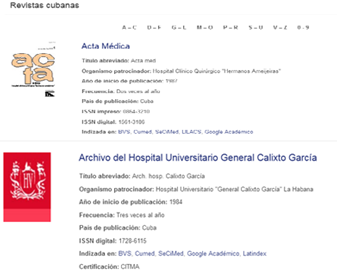 Revistas cubanas
A - C D - F G - L M - O P - R S - U V - Z 0 - 9
acta
Acta Médica
Título abreviado: Acta med
Organismo patrocinador: Hospital Clínico Quirúrgico "Hermanos Ameijeiras"
Año de inicio de publicación: 1987
Frecuencia: Dos veces al año
País de publicación: Cuba
ISSN impreso: 0864-3210
ISSN digital: 1561-3100
Indizada en: BVS, Cumed, SeCiMed, LILACS, Google Académico
Archivo del Hospital Universitario General Calixto García
Título abreviado: Arch. hosp. Calixto García
Organismo patrocinador: Hospital Universitario "General Calixto García" La Habana
Año de inicio de publicación: 1984
Frecuencia: Tres veces al año
País de publicación: Cuba
ISSN digital: 1728-6115
Indizada en: BVS, Cumed, SeCiMed, Google Académico, Latindex
Certificación: CITMA